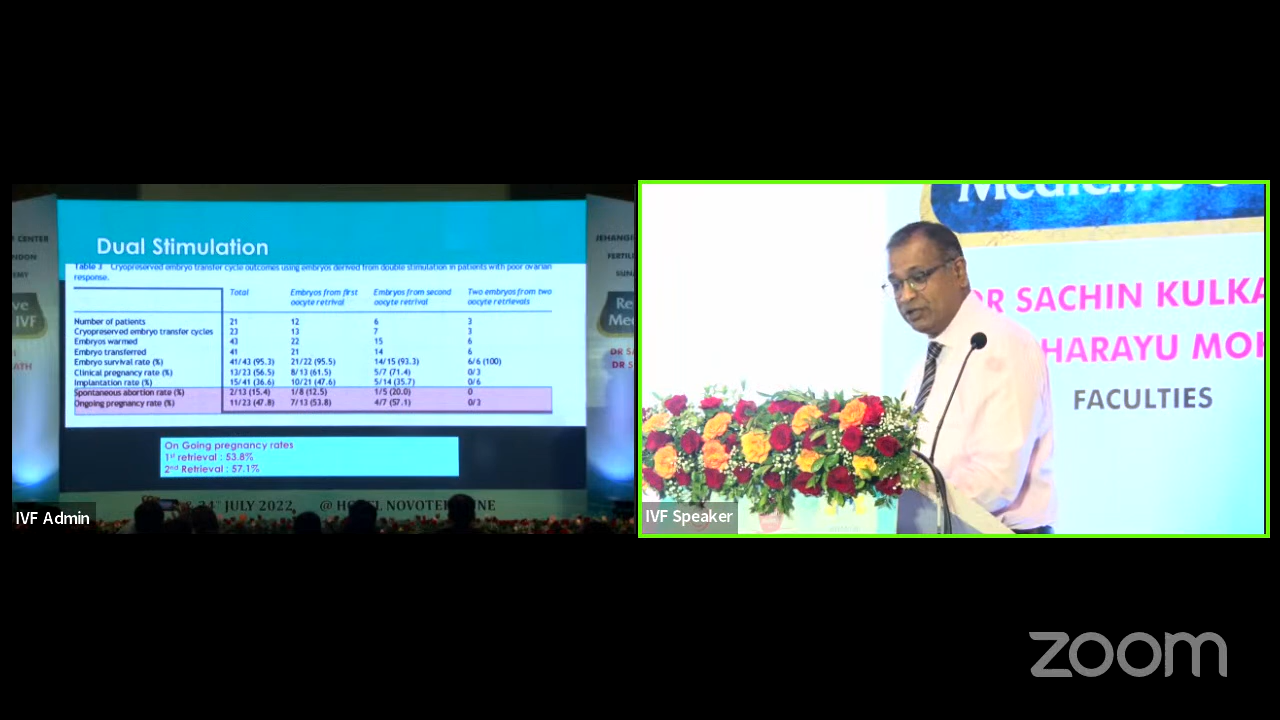 Dual Stimulation
Table 3 Cryopreserved embryo transfer cycle outcomes using embryos derived from double stimulation in patients with poor ovarian
response.
Total Embryos from first oocyte retrival Embryos from second oocyte retrival Two embryos from two oocyte retrievals
Number of patients 21 12 6 3
Cryopreserved embryo transfer cycles 23 13 7 3
Embryos warmed 43 22 15 6
Embryo transferred 41 21 14 6
Embryo survival rate (%) 41/43 (95.3) 21/22 (95.5) 14/15 (93.3) 6/6 (100)
Clinical pregnancy rate (%) 13/23 (56.5) 8/13 (61.5) 5/7 (71.4) 0/3
Implantation rate (%) 15/41 (36.6) 10/21 (47.6) 5/14 (35.7) 0/6
Spontaneous abortion rate (%) 2/13 (15.4) 1/8 (12.5) 1/5 (20.0) 0
Ongoing pregnancy rate (%) 11/23 (47.8) 7/13 (53.8) 4/7 (57.1) 0/3
On Going pregnancy rates
1st retrieval : 53.8%
2nd Retrieval : 57.1%
JULY 2022 @
CENTER
IVF
IVF Admin
DR SACHIN
FACULTIES
IVF Speaker
zoom